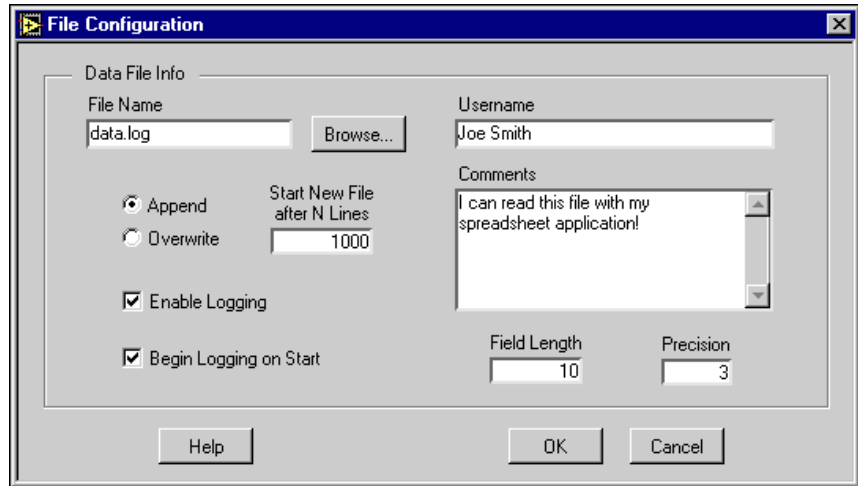 File Configuration
Data File Info
File Name
data.log
Browse...
Username
Joe Smith
Comments
I can read this file with my
spreadsheet application!
Append
Overwrite
Start New File
after N Lines
1000
Enable Logging
Begin Logging on Start
Field Length
10
Precision
3
Help
OK
Cancel